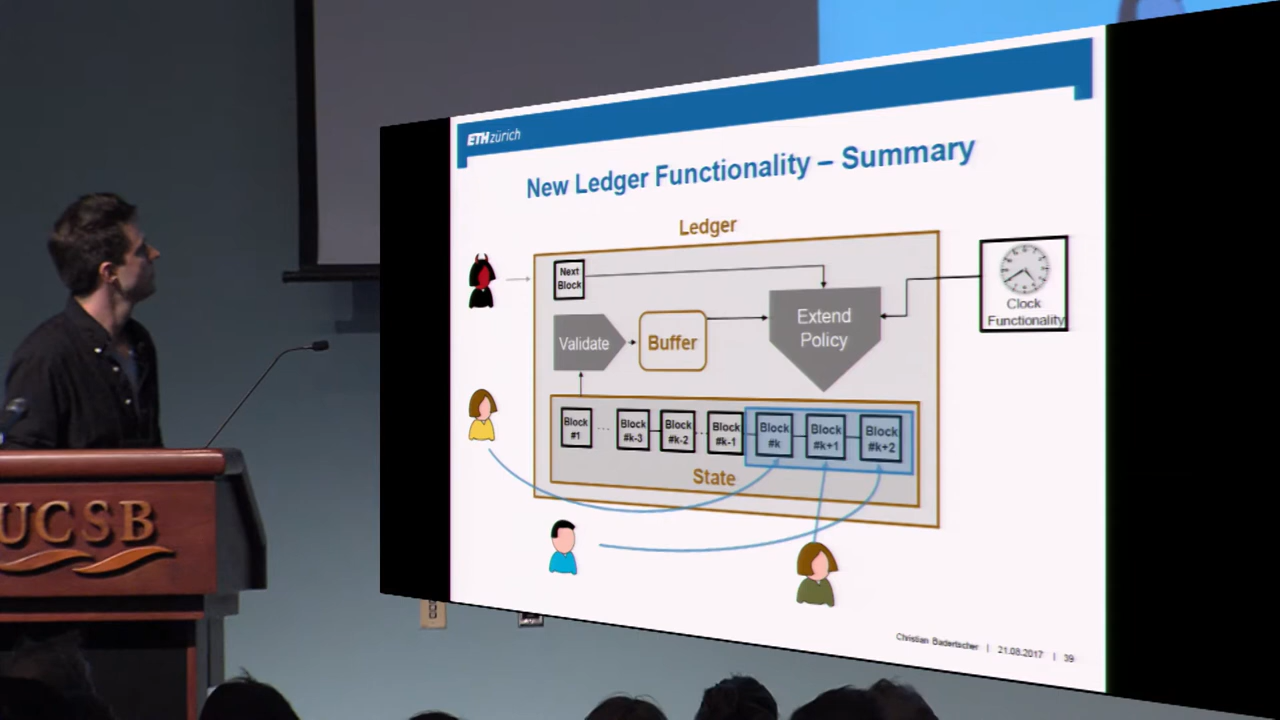 ETH zürich
New Ledger Functionality – Summary
Ledger
Next
Block
Clock
Functionality
Extend
Policy
Validate
Buffer
Block
#1
...
Block
#k-3
Block
#k-2
Block
#k-1
Block
#k
Block
#k+1
Block
#k+2
State
UCSB
Christian Badertscher | 21.08.2017 | 39